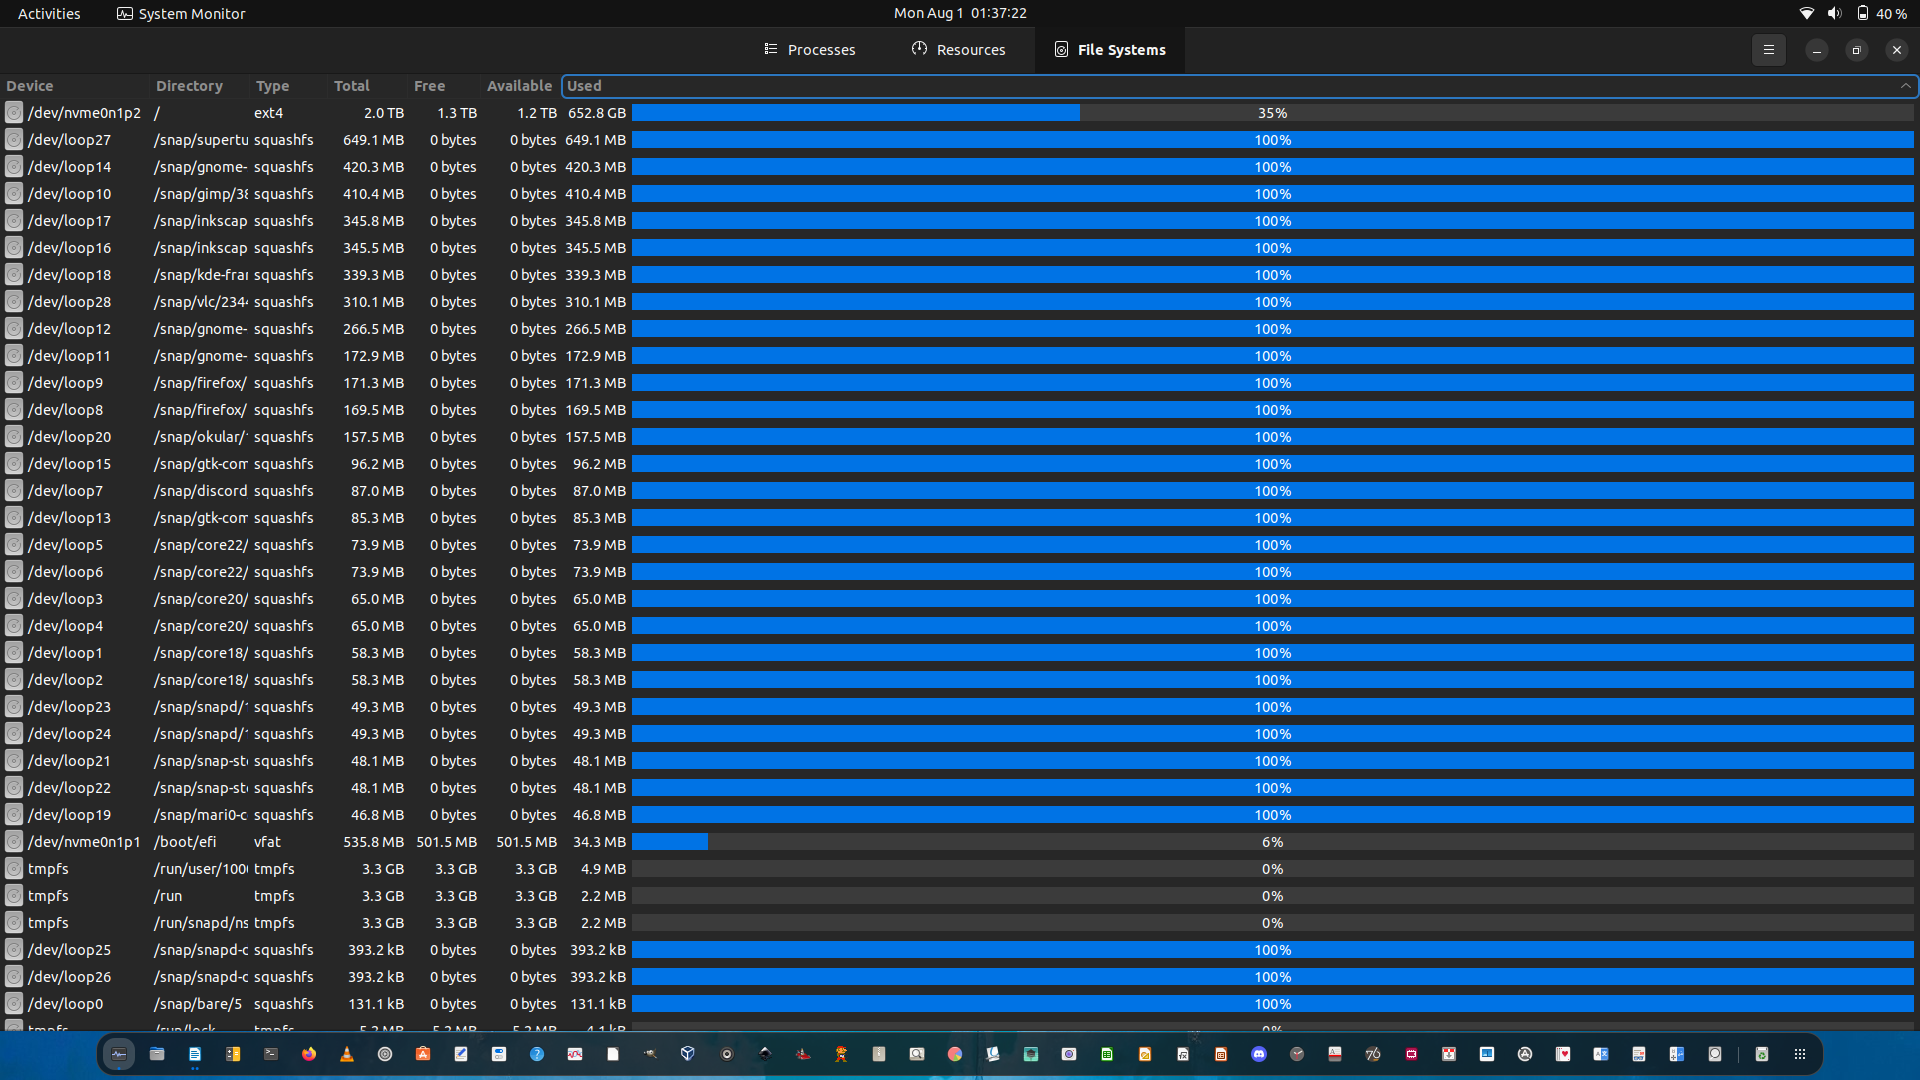 Activities System Monitor Mon Aug 1 01:37:22 40 %
Processes Resources File Systems
Device Directory Type Total Free Available Used
/dev/nvme0n1p2 / ext4 2.0 TB 1.3 TB 1.2 TB 652.8 GB 35%
/dev/loop27 /snap/supertu squashfs 649.1 MB 0 bytes 0 bytes 649.1 MB 100%
/dev/loop14 /snap/gnome- squashfs 420.3 MB 0 bytes 0 bytes 420.3 MB 100%
/dev/loop10 /snap/gimp/38 squashfs 410.4 MB 0 bytes 0 bytes 410.4 MB 100%
/dev/loop17 /snap/inkscap squashfs 345.8 MB 0 bytes 0 bytes 345.8 MB 100%
/dev/loop16 /snap/inkscap squashfs 345.5 MB 0 bytes 0 bytes 345.5 MB 100%
/dev/loop18 /snap/kde-fra squashfs 339.3 MB 0 bytes 0 bytes 339.3 MB 100%
/dev/loop28 /snap/vlc/2344 squashfs 310.1 MB 0 bytes 0 bytes 310.1 MB 100%
/dev/loop12 /snap/gnome- squashfs 266.5 MB 0 bytes 0 bytes 266.5 MB 100%
/dev/loop11 /snap/gnome- squashfs 172.9 MB 0 bytes 0 bytes 172.9 MB 100%
/dev/loop9 /snap/firefox/ squashfs 171.3 MB 0 bytes 0 bytes 171.3 MB 100%
/dev/loop8 /snap/firefox/ squashfs 169.5 MB 0 bytes 0 bytes 169.5 MB 100%
/dev/loop20 /snap/okular/ squashfs 157.5 MB 0 bytes 0 bytes 157.5 MB 100%
/dev/loop15 /snap/gtk-com squashfs 96.2 MB 0 bytes 0 bytes 96.2 MB 100%
/dev/loop7 /snap/discord squashfs 87.0 MB 0 bytes 0 bytes 87.0 MB 100%
/dev/loop13 /snap/gtk-com squashfs 85.3 MB 0 bytes 0 bytes 85.3 MB 100%
/dev/loop5 /snap/core22/ squashfs 73.9 MB 0 bytes 0 bytes 73.9 MB 100%
/dev/loop6 /snap/core22/ squashfs 73.9 MB 0 bytes 0 bytes 73.9 MB 100%
/dev/loop3 /snap/core20/ squashfs 65.0 MB 0 bytes 0 bytes 65.0 MB 100%
/dev/loop4 /snap/core20/ squashfs 65.0 MB 0 bytes 0 bytes 65.0 MB 100%
/dev/loop1 /snap/core18/ squashfs 58.3 MB 0 bytes 0 bytes 58.3 MB 100%
/dev/loop2 /snap/core18/ squashfs 58.3 MB 0 bytes 0 bytes 58.3 MB 100%
/dev/loop23 /snap/snapd/ squashfs 49.3 MB 0 bytes 0 bytes 49.3 MB 100%
/dev/loop24 /snap/snapd/ squashfs 49.3 MB 0 bytes 0 bytes 49.3 MB 100%
/dev/loop21 /snap/snap-sto squashfs 48.1 MB 0 bytes 0 bytes 48.1 MB 100%
/dev/loop22 /snap/snap-sto squashfs 48.1 MB 0 bytes 0 bytes 48.1 MB 100%
/dev/loop19 /snap/mari0-c squashfs 46.8 MB 0 bytes 0 bytes 46.8 MB 100%
/dev/nvme0n1p1 /boot/efi vfat 535.8 MB 501.5 MB 501.5 MB 34.3 MB 6%
tmpfs /run/user/1000 tmpfs 3.3 GB 3.3 GB 3.3 GB 4.9 MB 0%
tmpfs /run tmpfs 3.3 GB 3.3 GB 3.3 GB 2.2 MB 0%
tmpfs /run/snapd/ns tmpfs 3.3 GB 3.3 GB 3.3 GB 2.2 MB 0%
/dev/loop25 /snap/snapd-d squashfs 393.2 kB 0 bytes 0 bytes 393.2 kB 100%
/dev/loop26 /snap/snapd-d squashfs 393.2 kB 0 bytes 0 bytes 393.2 kB 100%
/dev/loop0 /snap/bare/5 squashfs 131.1 kB 0 bytes 0 bytes 131.1 kB 100%
tmpfs /run/lock tmpfs 5.2 MB 5.2 MB 5.2 MB 4.1 kB 0%